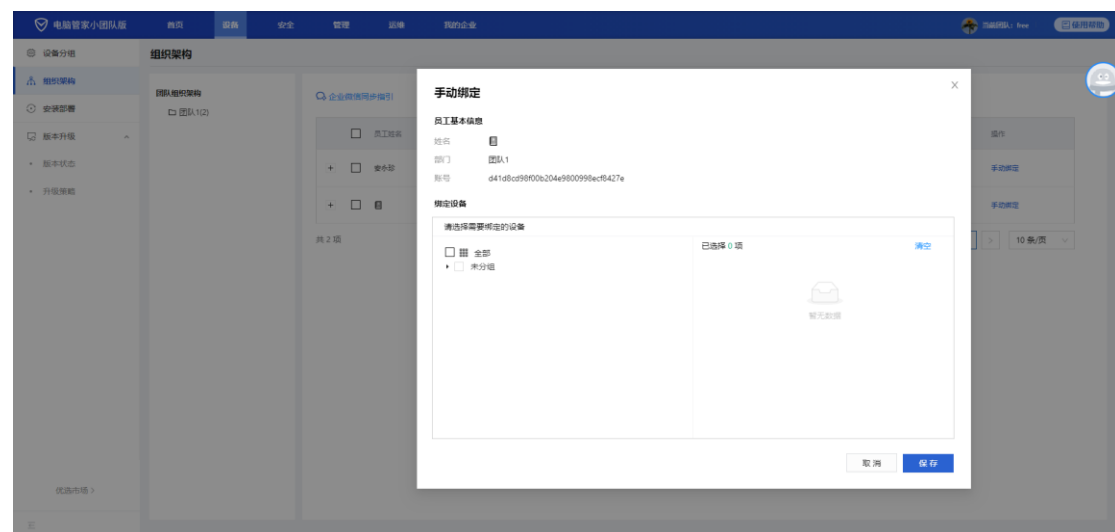 电脑管家小团队版 首页 设备 安全 管理 运维 我的企业 当前团队：free 使用帮助
设备分组
组织架构
安装部署
版本升级
版本状态
升级策略
优选市场 >
组织架构
团队组织架构
团队1(2)
企业微信同步指引
员工姓名 操作
手动绑定
手动绑定
共 2 项 10 条/页
手动绑定
员工基本信息
姓名
部门 团队1
账号 d41d8cd98f00b204e9800998ecf8427e
绑定设备
请选择需要绑定的设备
全部
未分组
已选择 0 项 清空
暂无数据
取消 保存